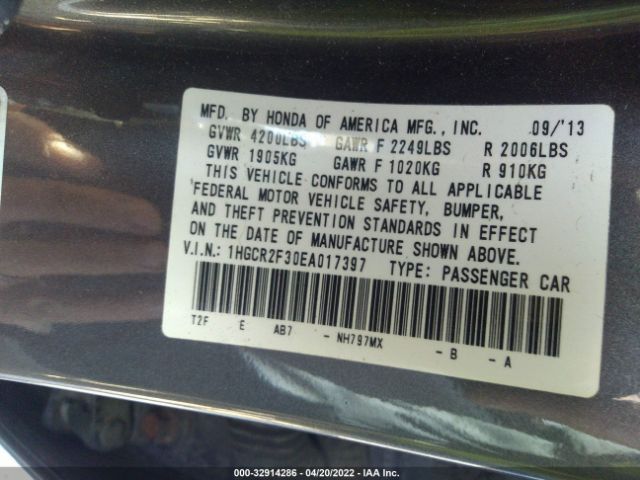 MFD. BY HONDA OF AMERICA MFG., INC. 09/'13
GVWR 4200LBS GAWR F 2249LBS R 2006LBS
GVWR 1905KG GAWR F 1020KG R 910KG
THIS VEHICLE CONFORMS TO ALL APPLICABLE
FEDERAL MOTOR VEHICLE SAFETY, BUMPER,
AND THEFT PREVENTION STANDARDS IN EFFECT
ON THE DATE OF MANUFACTURE SHOWN ABOVE.
V.I.N.: 1HGCR2F30EA017397 TYPE: PASSENGER CAR
T2F E AB7 - NH797MX - B - A
000-32914286 - 04/20/2022 - IAA Inc.